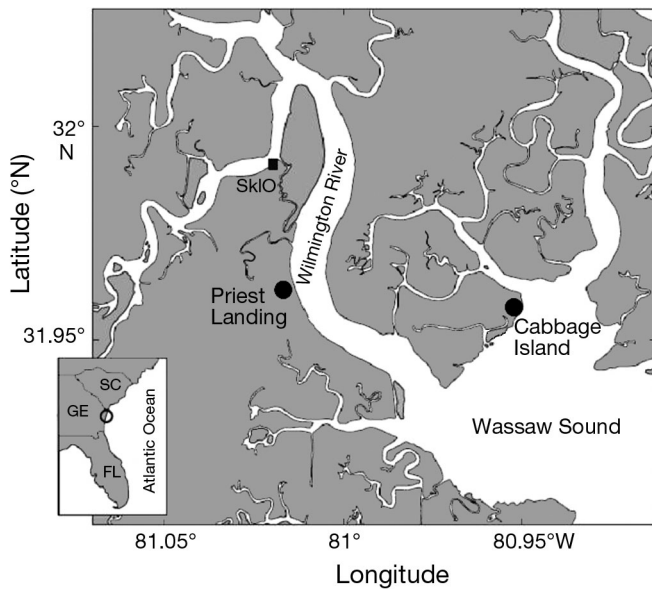 32°
N
SkIO
Wilmington River
Latitude (°N)
Priest
Landing
Cabbage
Island
31.95°
SC
GE
FL
Atlantic Ocean
Wassaw Sound
81.05°
81°
80.95°W
Longitude